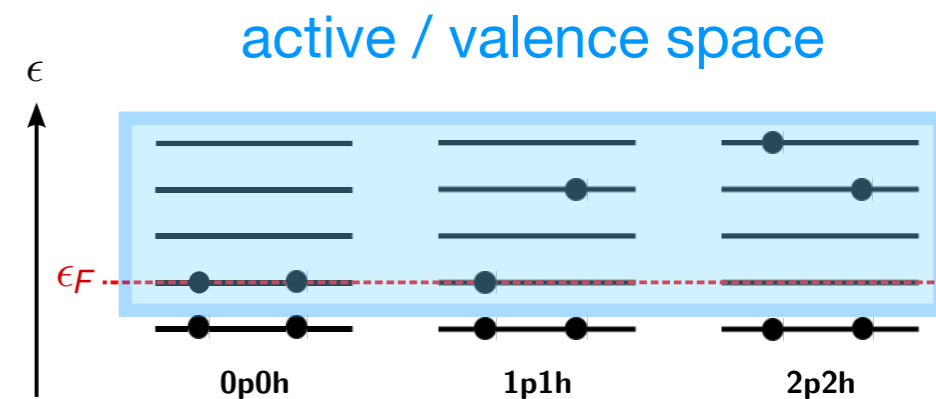 active / valence space
ϵ
ϵF
0p0h 1p1h 2p2h